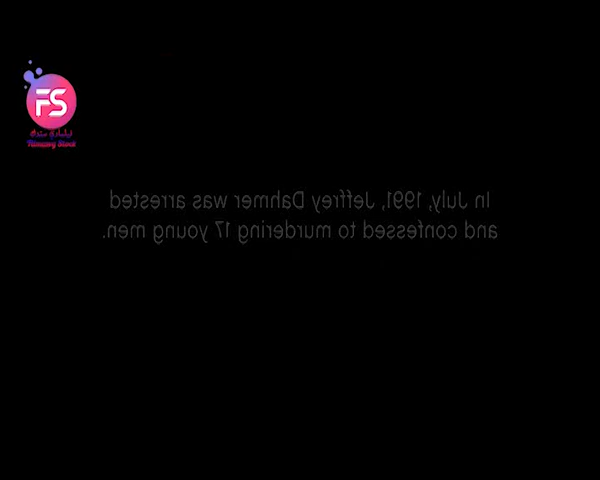 FS
In July, 1991, Jeffrey Dahmer was arrested
and confessed to murdering 17 young men.